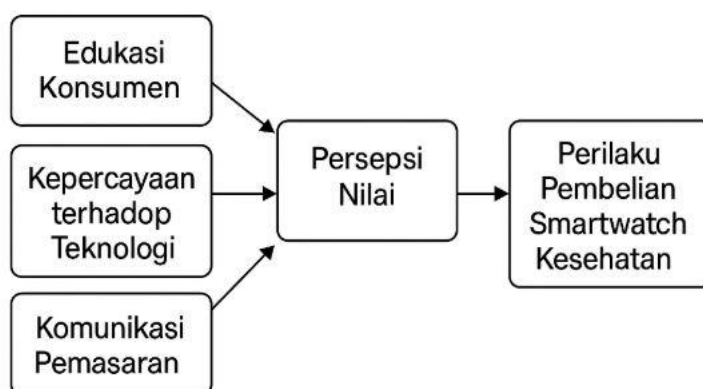 Edukasi
Konsumen
Kepercayaan
terhadop
Teknologi
Komunikasi
Pemasaran
Persepsi
Nilai
Perilaku
Pembelian
Smartwatch
Kesehatan